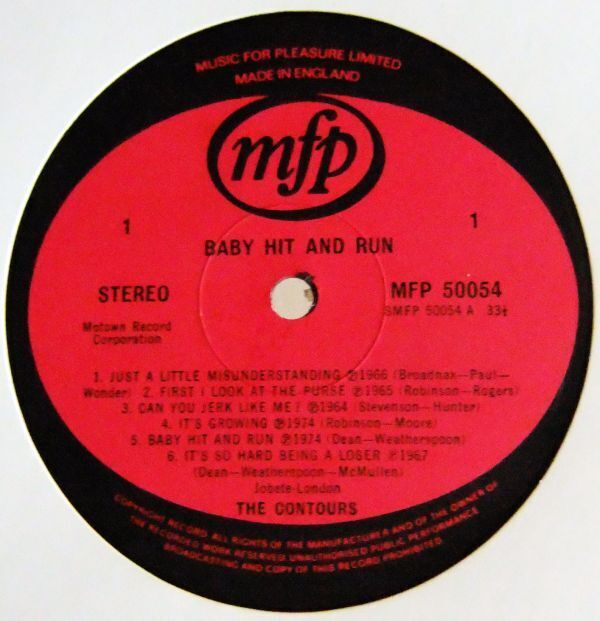 MUSIC FOR PLEASURE LIMITED
MADE IN ENGLAND
mfp
1 1
BABY HIT AND RUN
STEREO MFP 50054
SMFP 50054 A 33⅓
Motown Record
Corporation
1. JUST A LITTLE MISUNDERSTANDING ℗1966 (Broadnax—Paul—
Wonder) 2. FIRST I LOOK AT THE PURSE ℗1965 (Robinson—Rogers)
3. CAN YOU JERK LIKE ME? ℗1964 (Stevenson—Hunter)
4. IT'S GROWING ℗1974 (Robinson—Moore)
5. BABY HIT AND RUN ℗1974 (Dean—Weatherspoon)
6. IT'S SO HARD BEING A LOSER ℗1967
(Dean—Weatherspoon—McMullen)
Jobete-London
THE CONTOURS
COPYRIGHT RECORD. ALL RIGHTS OF THE MANUFACTURER AND OF THE OWNER OF
THE RECORDED WORK RESERVED. UNAUTHORISED PUBLIC PERFORMANCE
BROADCASTING AND COPY OF THIS RECORD PROHIBITED